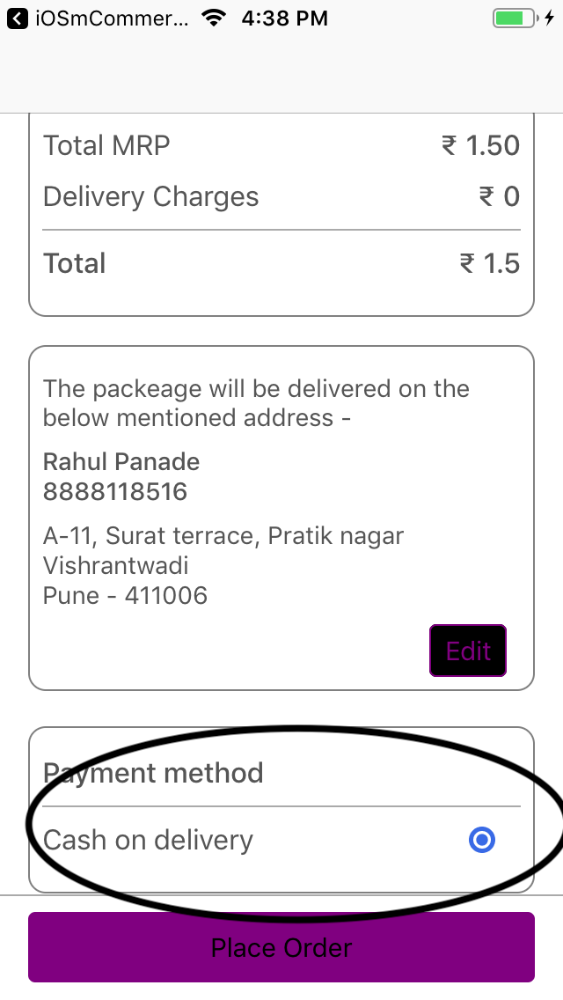 iOSmCommer... 4:38 PM
Total MRP ₹ 1.50
Delivery Charges ₹ 0
Total ₹ 1.5
The packeage will be delivered on the
below mentioned address -
Rahul Panade
8888118516
A-11, Surat terrace, Pratik nagar
Vishrantwadi
Pune - 411006
Edit
Payment method
Cash on delivery
Place Order